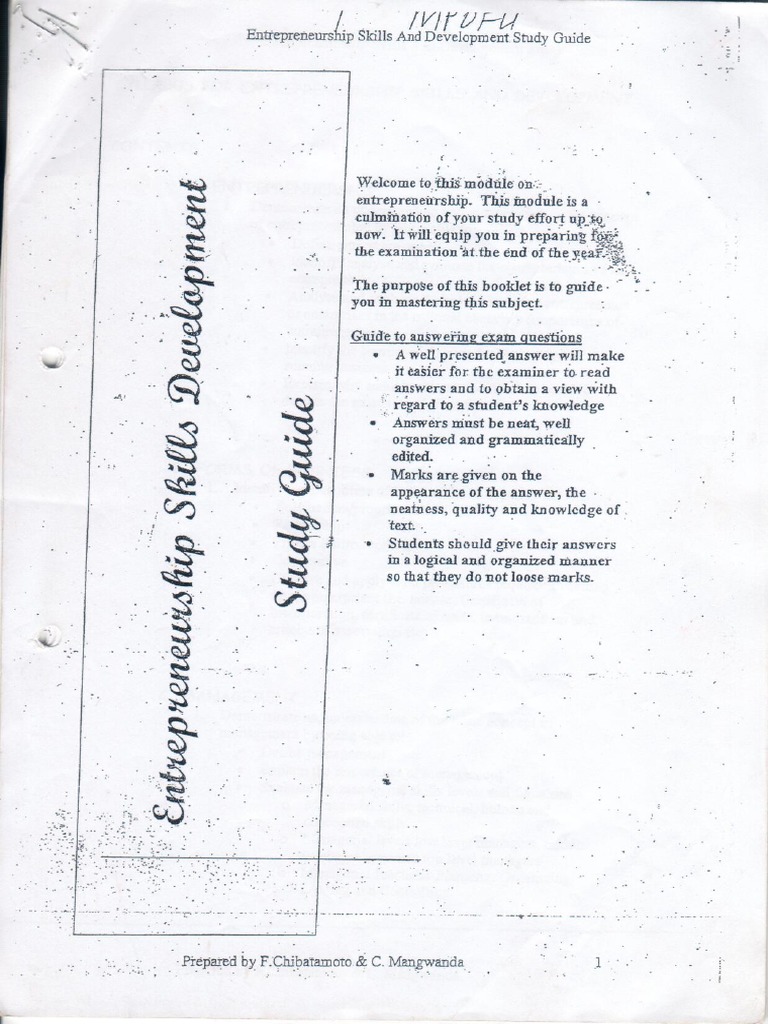 Entrepreneurship Skills And Development Study Guide
Entrepreneurship Skills Development
Study Guide
Welcome to this module on
entrepreneurship. This module is a
culmination of your study effort up to
now. It will equip you in preparing for
the examination at the end of the year.
The purpose of this booklet is to guide
you in mastering this subject.
Guide to answering exam questions
• A well presented answer will make
it easier for the examiner to read
answers and to obtain a view with
regard to a student's knowledge
• Answers must be neat, well
organized and grammatically
edited.
• Marks are given on the
appearance of the answer, the
neatness, quality and knowledge of
text.
• Students should give their answers
in a logical and organized manner
so that they do not loose marks.
Prepared by F.Chibatamoto & C. Mangwanda 1